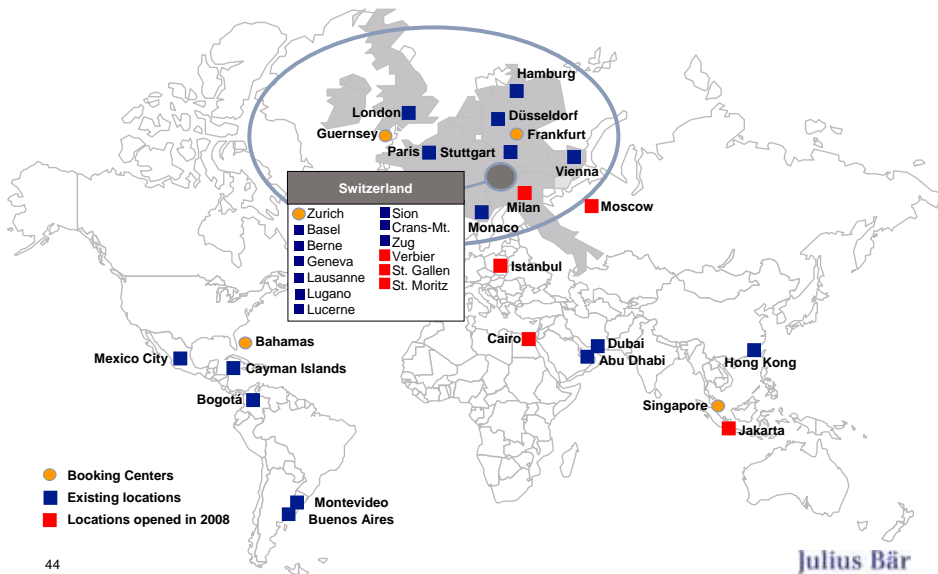 Hamburg
London
Düsseldorf
Guernsey
Frankfurt
Paris
Stuttgart
Vienna
Switzerland
Zurich
Basel
Berne
Geneva
Lausanne
Lugano
Lucerne
Sion
Crans-Mt.
Zug
Verbier
St. Gallen
St. Moritz
Milan
Moscow
Monaco
Istanbul
Cairo
Dubai
Abu Dhabi
Hong Kong
Bahamas
Mexico City
Cayman Islands
Bogotá
Singapore
Jakarta
Booking Centers
Existing locations
Locations opened in 2008
Montevideo
Buenos Aires
44
Julius Bär